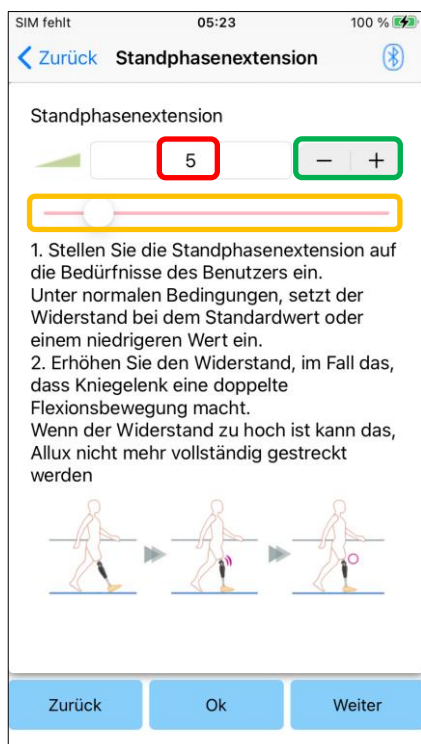 SIM fehlt 05:23 100 %
Zurück Standphasenextension
Standphasenextension
5 − +
1. Stellen Sie die Standphasenextension auf
die Bedürfnisse des Benutzers ein.
Unter normalen Bedingungen, setzt der
Widerstand bei dem Standardwert oder
einem niedrigeren Wert ein.
2. Erhöhen Sie den Widerstand, im Fall das,
dass Kniegelenk eine doppelte
Flexionsbewegung macht.
Wenn der Widerstand zu hoch ist kann das,
Allux nicht mehr vollständig gestreckt
werden
Zurück Ok Weiter